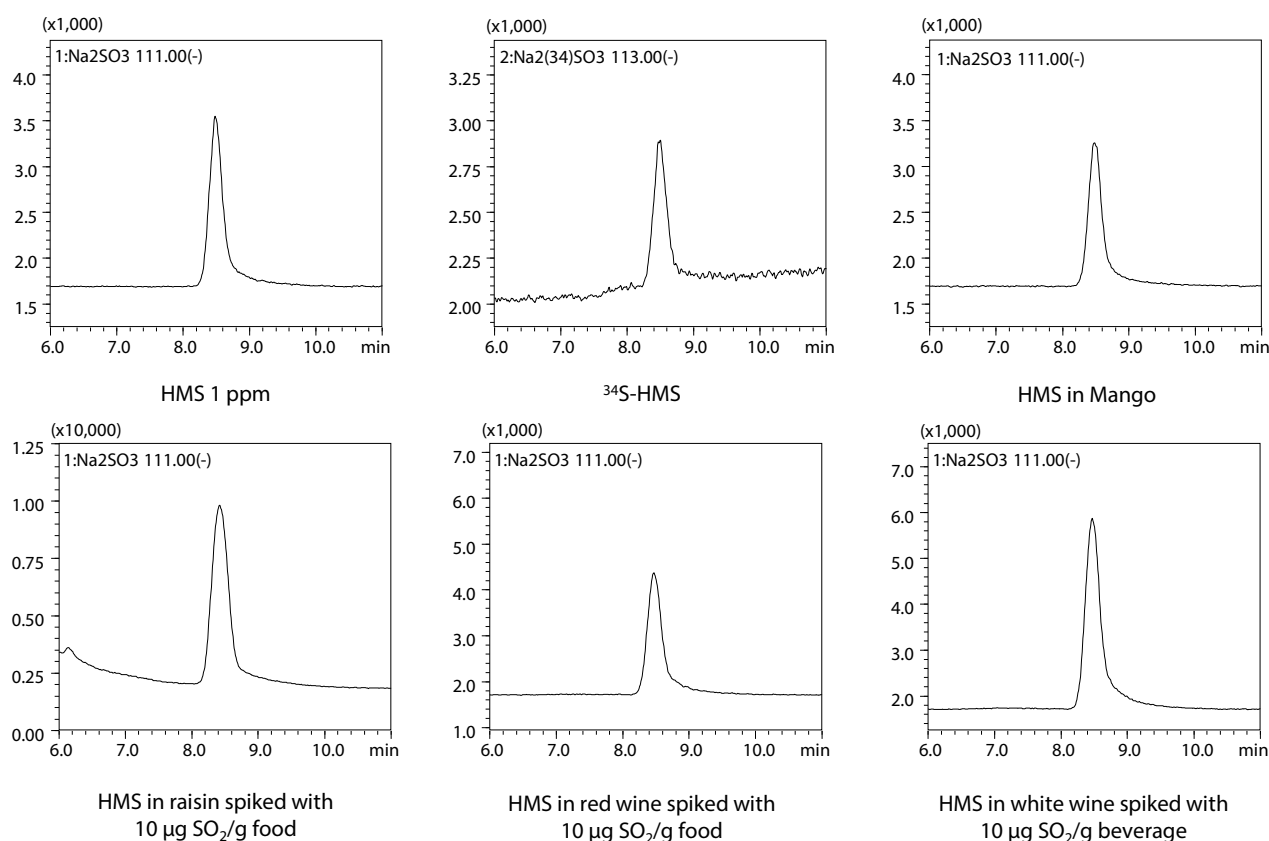 (x1,000)
1:Na2SO3 111.00(-)
4.0
3.5
3.0
2.5
2.0
1.5
6.0 7.0 8.0 9.0 10.0 min
HMS 1 ppm
(x1,000)
2:Na2(34)SO3 113.00(-)
3.25
3.00
2.75
2.50
2.25
2.00
6.0 7.0 8.0 9.0 10.0 min
³⁴S-HMS
(x1,000)
1:Na2SO3 111.00(-)
4.0
3.5
3.0
2.5
2.0
1.5
6.0 7.0 8.0 9.0 10.0 min
HMS in Mango
(x10,000)
1.25
1:Na2SO3 111.00(-)
1.00
0.75
0.50
0.25
0.00
6.0 7.0 8.0 9.0 10.0 min
HMS in raisin spiked with
10 µg SO₂/g food
(x1,000)
7.0
1:Na2SO3 111.00(-)
6.0
5.0
4.0
3.0
2.0
1.0
6.0 7.0 8.0 9.0 10.0 min
HMS in red wine spiked with
10 µg SO₂/g food
(x1,000)
7.0
1:Na2SO3 111.00(-)
6.0
5.0
4.0
3.0
2.0
6.0 7.0 8.0 9.0 10.0 min
HMS in white wine spiked with
10 µg SO₂/g beverage